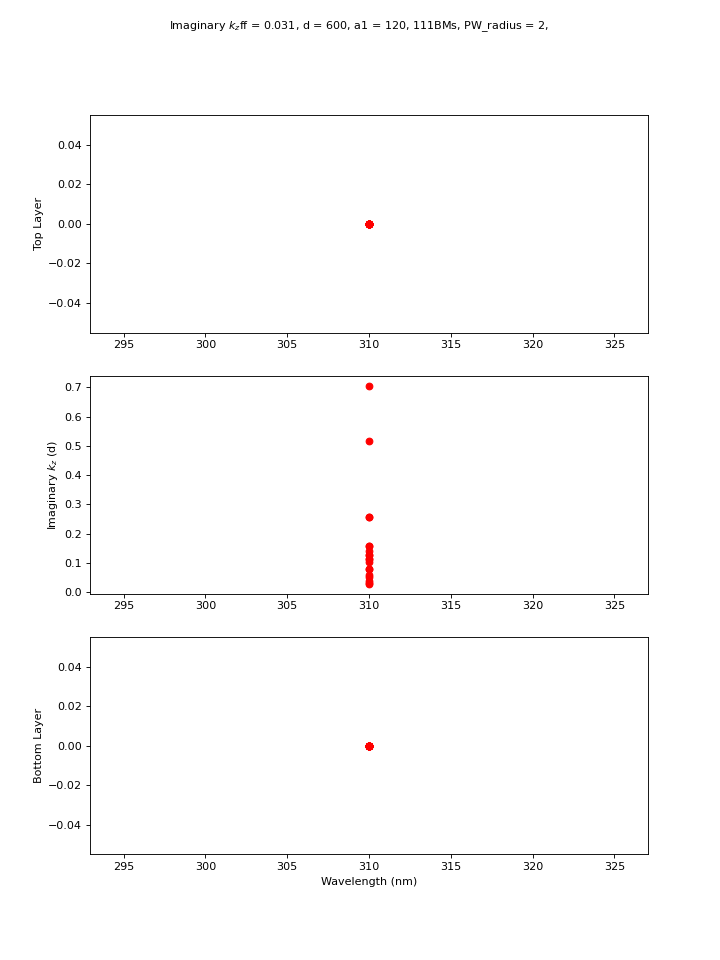 Imaginary k_z ff = 0.031, d = 600, a1 = 120, 111BMs, PW_radius = 2,
0.04
0.02
0.00
−0.02
−0.04
Top Layer
295 300 305 310 315 320 325
0.7
0.6
0.5
0.4
0.3
0.2
0.1
0.0
Imaginary k_z (d)
295 300 305 310 315 320 325
0.04
0.02
0.00
−0.02
−0.04
Bottom Layer
295 300 305 310 315 320 325
Wavelength (nm)